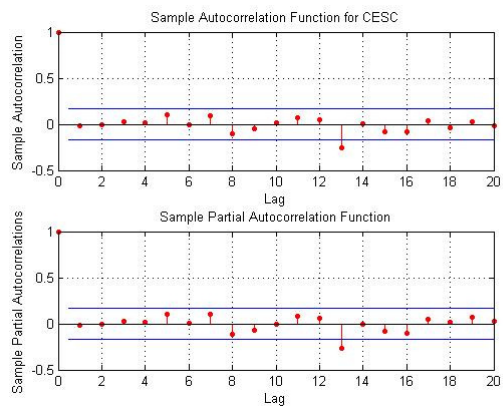 Sample Autocorrelation Function for CESC
1
0.5
0
-0.5
Sample Autocorrelation
0 2 4 6 8 10 12 14 16 18 20
Lag
Sample Partial Autocorrelation Function
1
0.5
0
-0.5
Sample Partial Autocorrelations
0 2 4 6 8 10 12 14 16 18 20
Lag